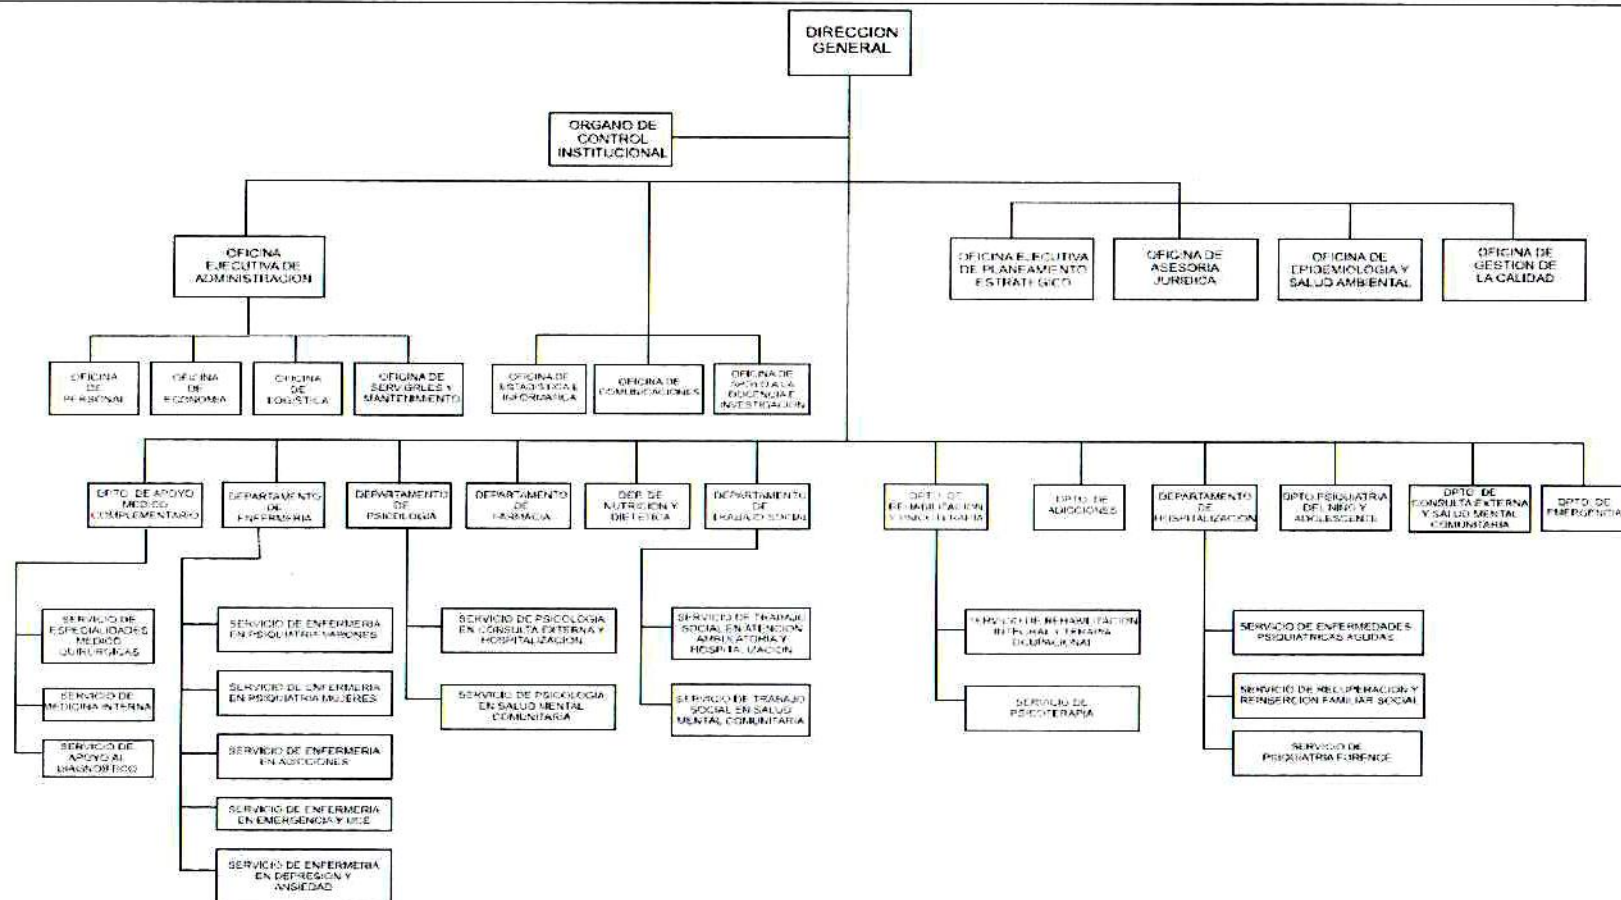 DIRECCION
GENERAL
ORGANO DE
CONTROL
INSTITUCIONAL
OFICINA
EJECUTIVA DE
ADMINISTRACION
OFICINA EJECUTIVA
DE PLANEAMENTO
ESTRATEGICO
OFICINA DE
ASESORIA
JURIDICA
OFICINA DE
EPIDEMIOLOGIA Y
SALUD AMBIENTAL
OFICINA DE
GESTION DE
LA CALIDAD
OFICINA
DE
PERSONAL
OFICINA
DE
ECONOMIA
OFICINA
DE
LOGISTICA
OFICINA DE
SERV.GRLES Y
MANTENIMIENTO
OFICINA DE
ESTADISTICA E
INFORMATICA
OFICINA DE
COMUNICACIONES
OFICINA DE
APOYO A LA
DOCENCIA E
INVESTIGACION
DPTO. DE APOYO
MEDICO
COMPLEMENTARIO
DEPARTAMENTO
DE
ENFERMERIA
DEPARTAMENTO
DE
PSICOLOGIA
DEPARTAMENTO
DE
FARMACIA
DEP. DE
NUTRICION Y
DIETETICA
DEPARTAMENTO
DE
TRABAJO SOCIAL
DPTO. DE
REHABILITACION
Y PSICOTERAPIA
DPTO. DE
ADICCIONES
DEPARTAMENTO
DE
HOSPITALIZACION
DPTO.PSIQUIATRIA
DEL NIÑO Y
ADOLESCENTE
DPTO. DE
CONSULTA EXTERNA
Y SALUD MENTAL
COMUNITARIA
DPTO. DE
EMERGENCIA
SERVICIO DE
ESPECIALIDADES
MEDICO
QUIRURGICAS
SERVICIO DE
MEDICINA INTERNA
SERVICIO DE
APOYO AL
DIAGNOSTICO
SERVICIO DE ENFERMERIA
EN PSIQUIATRIA VARONES
SERVICIO DE ENFERMERIA
EN PSIQUIATRIA MUJERES
SERVICIO DE ENFERMERIA
EN ADICCIONES
SERVICIO DE ENFERMERIA
EN EMERGENCIA Y UCE
SERVICIO DE ENFERMERIA
EN DEPRESION Y
ANSIEDAD
SERVICIO DE PSICOLOGIA
EN CONSULTA EXTERNA Y
HOSPITALIZACION
SERVICIO DE PSICOLOGIA
EN SALUD MENTAL
COMUNITARIA
SERVICIO DE TRABAJO
SOCIAL EN ATENCION
AMBULATORIA Y
HOSPITALIZACION
SERVICIO DE TRABAJO
SOCIAL EN SALUD
MENTAL COMUNITARIA
SERVICIO DE REHABILITACION
INTEGRAL Y TERAPIA
OCUPACIONAL
SERVICIO DE
PSICOTERAPIA
SERVICIO DE ENFERMEDADES
PSIQUIATRICAS AGUDAS
SERVICIO DE RECUPERACION Y
REINSERCION FAMILIAR SOCIAL
SERVICIO DE
PSIQUIATRIA FORENCE